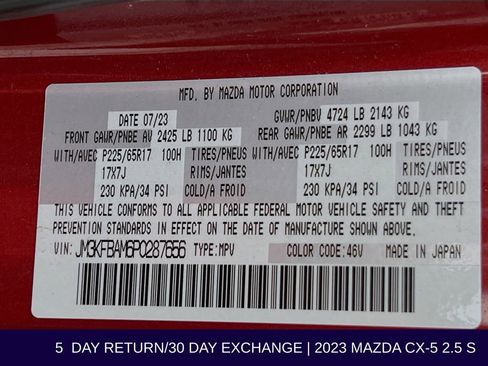 MFD. BY MAZDA MOTOR CORPORATION
DATE 07/23 GVWR/PNBV 4724 LB 2143 KG
FRONT GAWR/PNBE AV 2425 LB 1100 KG REAR GAWR/PNBE AR 2299 LB 1043 KG
WITH/AVEC P225/65R17 100H TIRES/PNEUS WITH/AVEC P225/65R17 100H TIRES/PNEUS
17X7J RIMS/JANTES 17X7J RIMS/JANTES
230 KPA/34 PSI COLD/A FROID 230 KPA/34 PSI COLD/A FROID
THIS VEHICLE CONFORMS TO ALL APPLICABLE FEDERAL MOTOR VEHICLE SAFETY AND THEFT
PREVENTION STANDARDS IN EFFECT ON THE DATE OF MANUFACTURE SHOWN ABOVE.
VIN: JM3KFBAM6P0287656 TYPE:MPV COLOR CODE:46V MADE IN JAPAN
5 DAY RETURN/30 DAY EXCHANGE | 2023 MAZDA CX-5 2.5 S